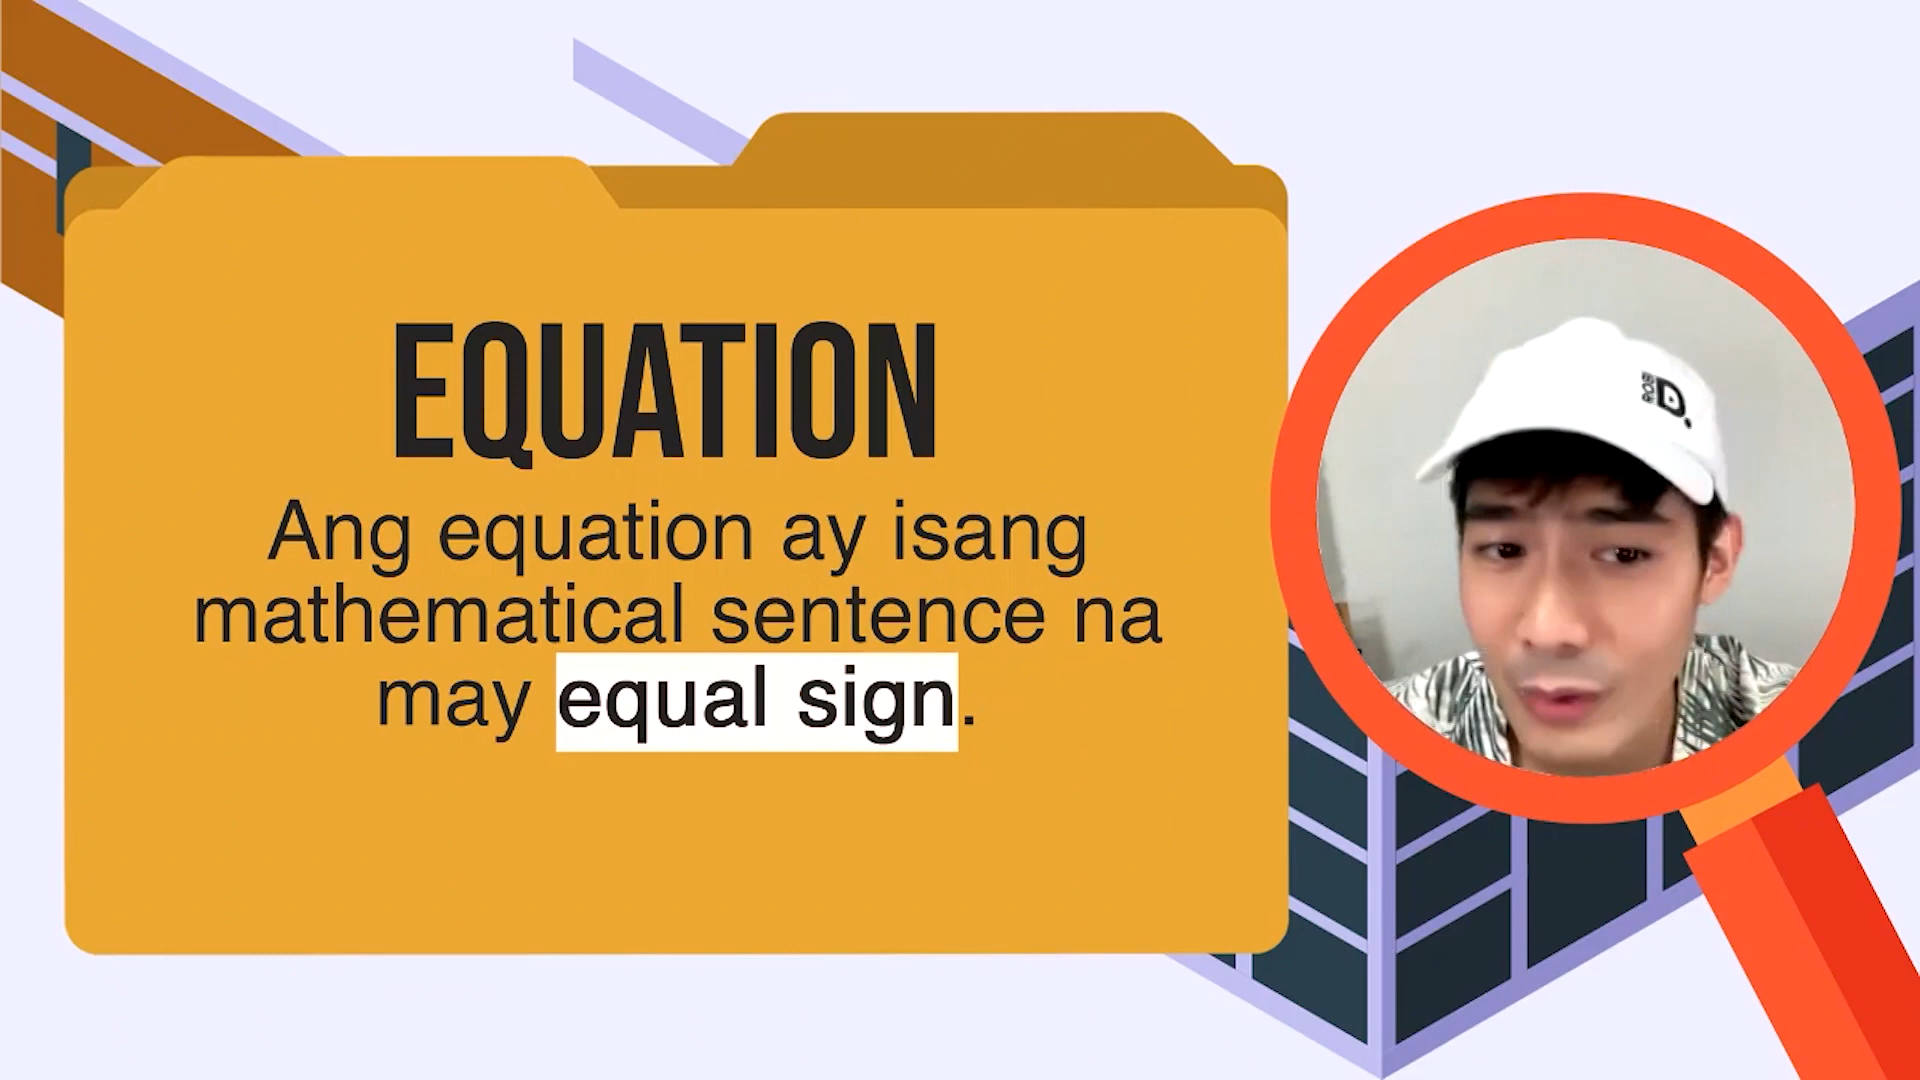 EQUATION
Ang equation ay isang
mathematical sentence na
may equal sign.
D.